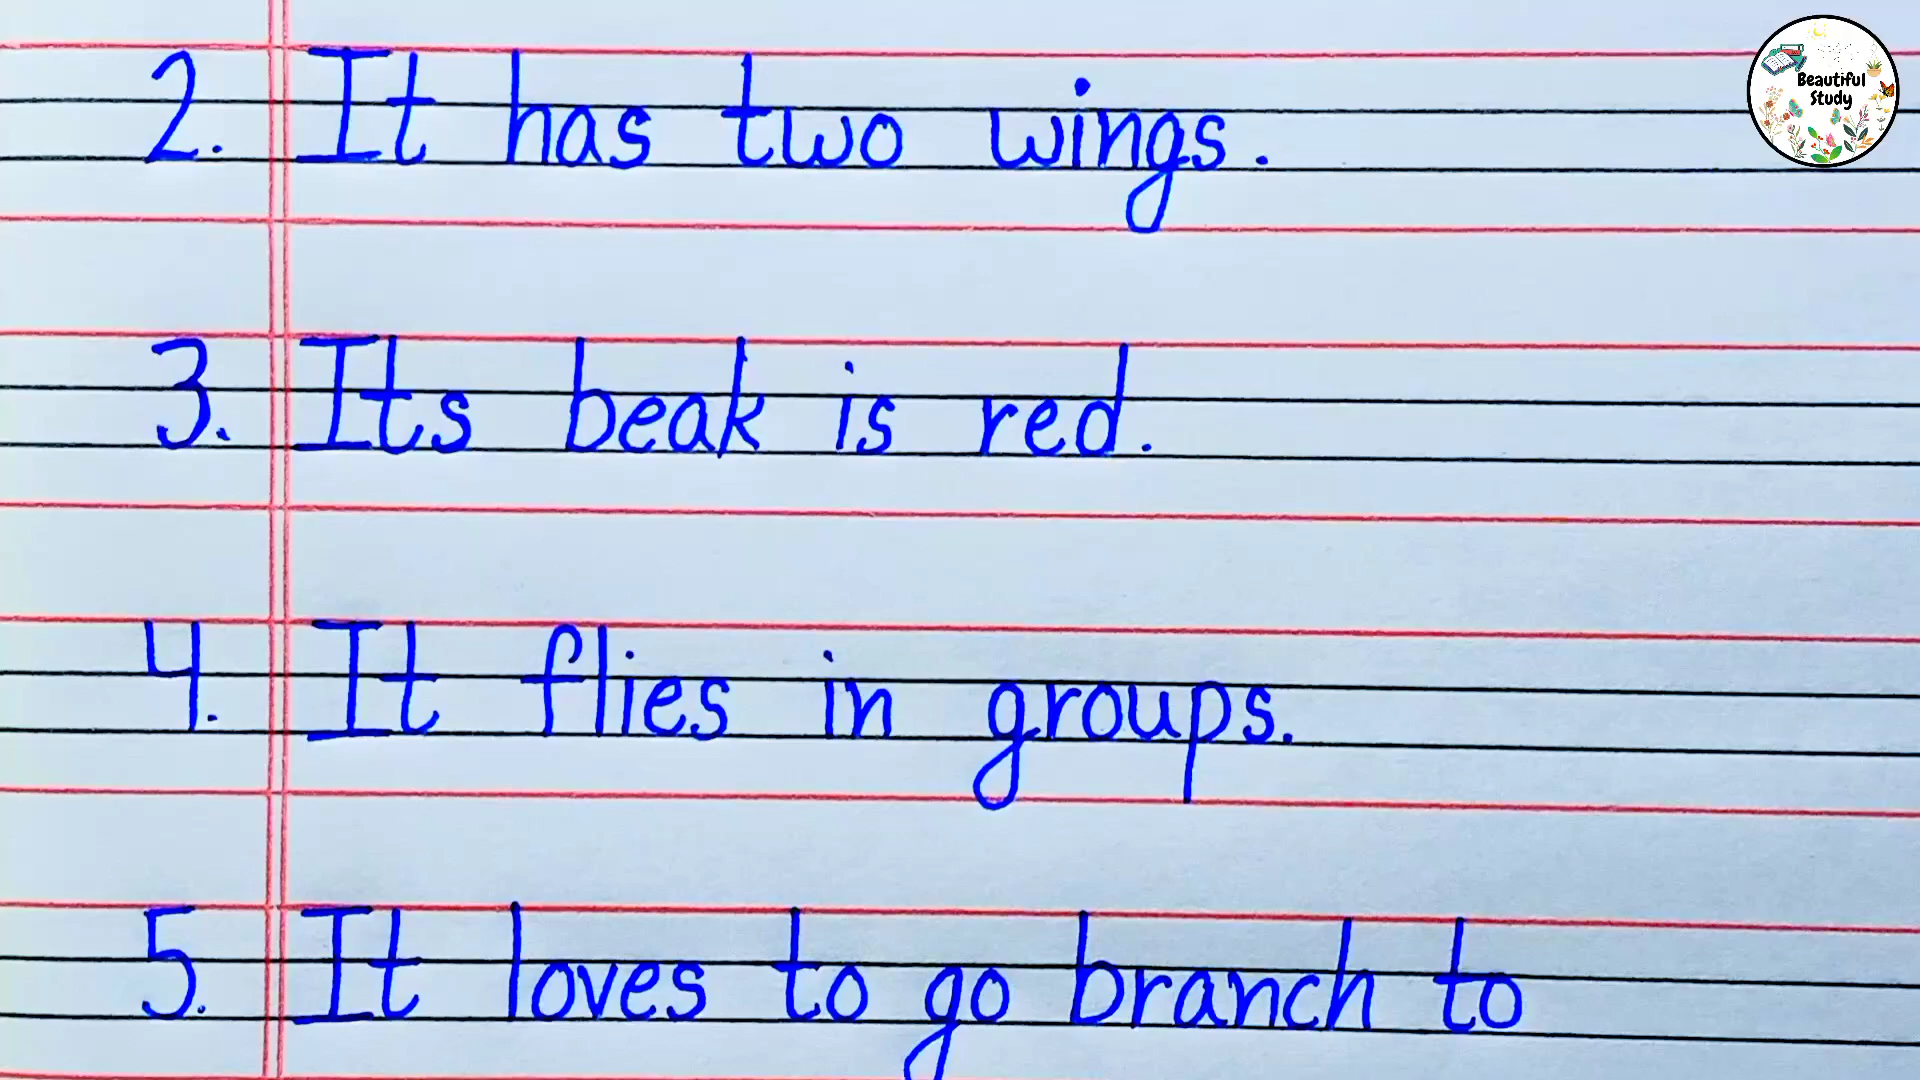 2. It has two wings.
Beautiful
Study
3. Its beak is red.
4. It flies in groups.
5. It loves to go branch to